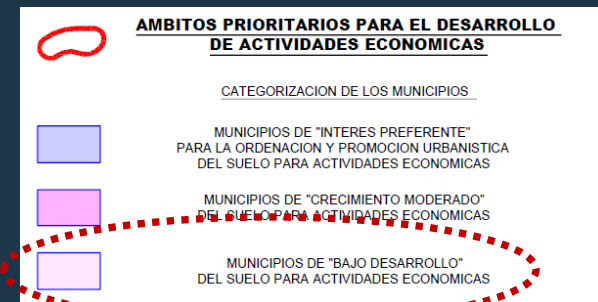 AMBITOS PRIORITARIOS PARA EL DESARROLLO
DE ACTIVIDADES ECONOMICAS
CATEGORIZACION DE LOS MUNICIPIOS
MUNICIPIOS DE "INTERES PREFERENTE"
PARA LA ORDENACION Y PROMOCION URBANISTICA
DEL SUELO PARA ACTIVIDADES ECONOMICAS
MUNICIPIOS DE "CRECIMIENTO MODERADO"
DEL SUELO PARA ACTIVIDADES ECONOMICAS
MUNICIPIOS DE "BAJO DESARROLLO"
DEL SUELO PARA ACTIVIDADES ECONOMICAS